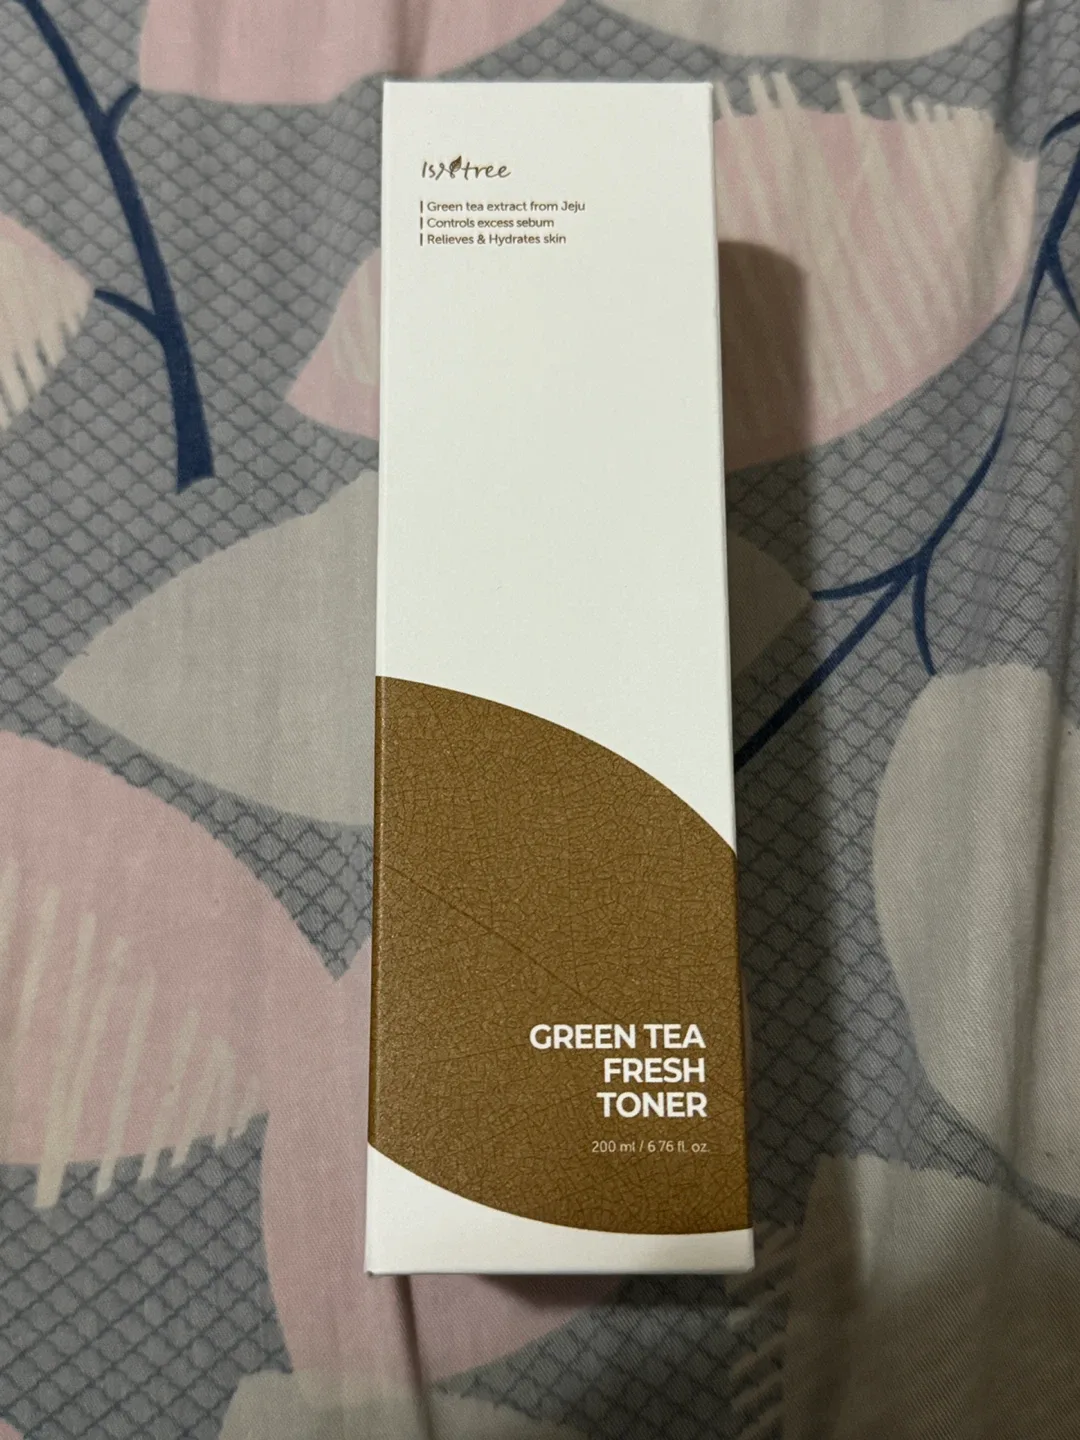 Isntree
Green tea extract from Jeju
Controls excess sebum
Relieves & Hydrates skin
GREEN TEA
FRESH
TONER
200 ml / 6.76 fl. oz.